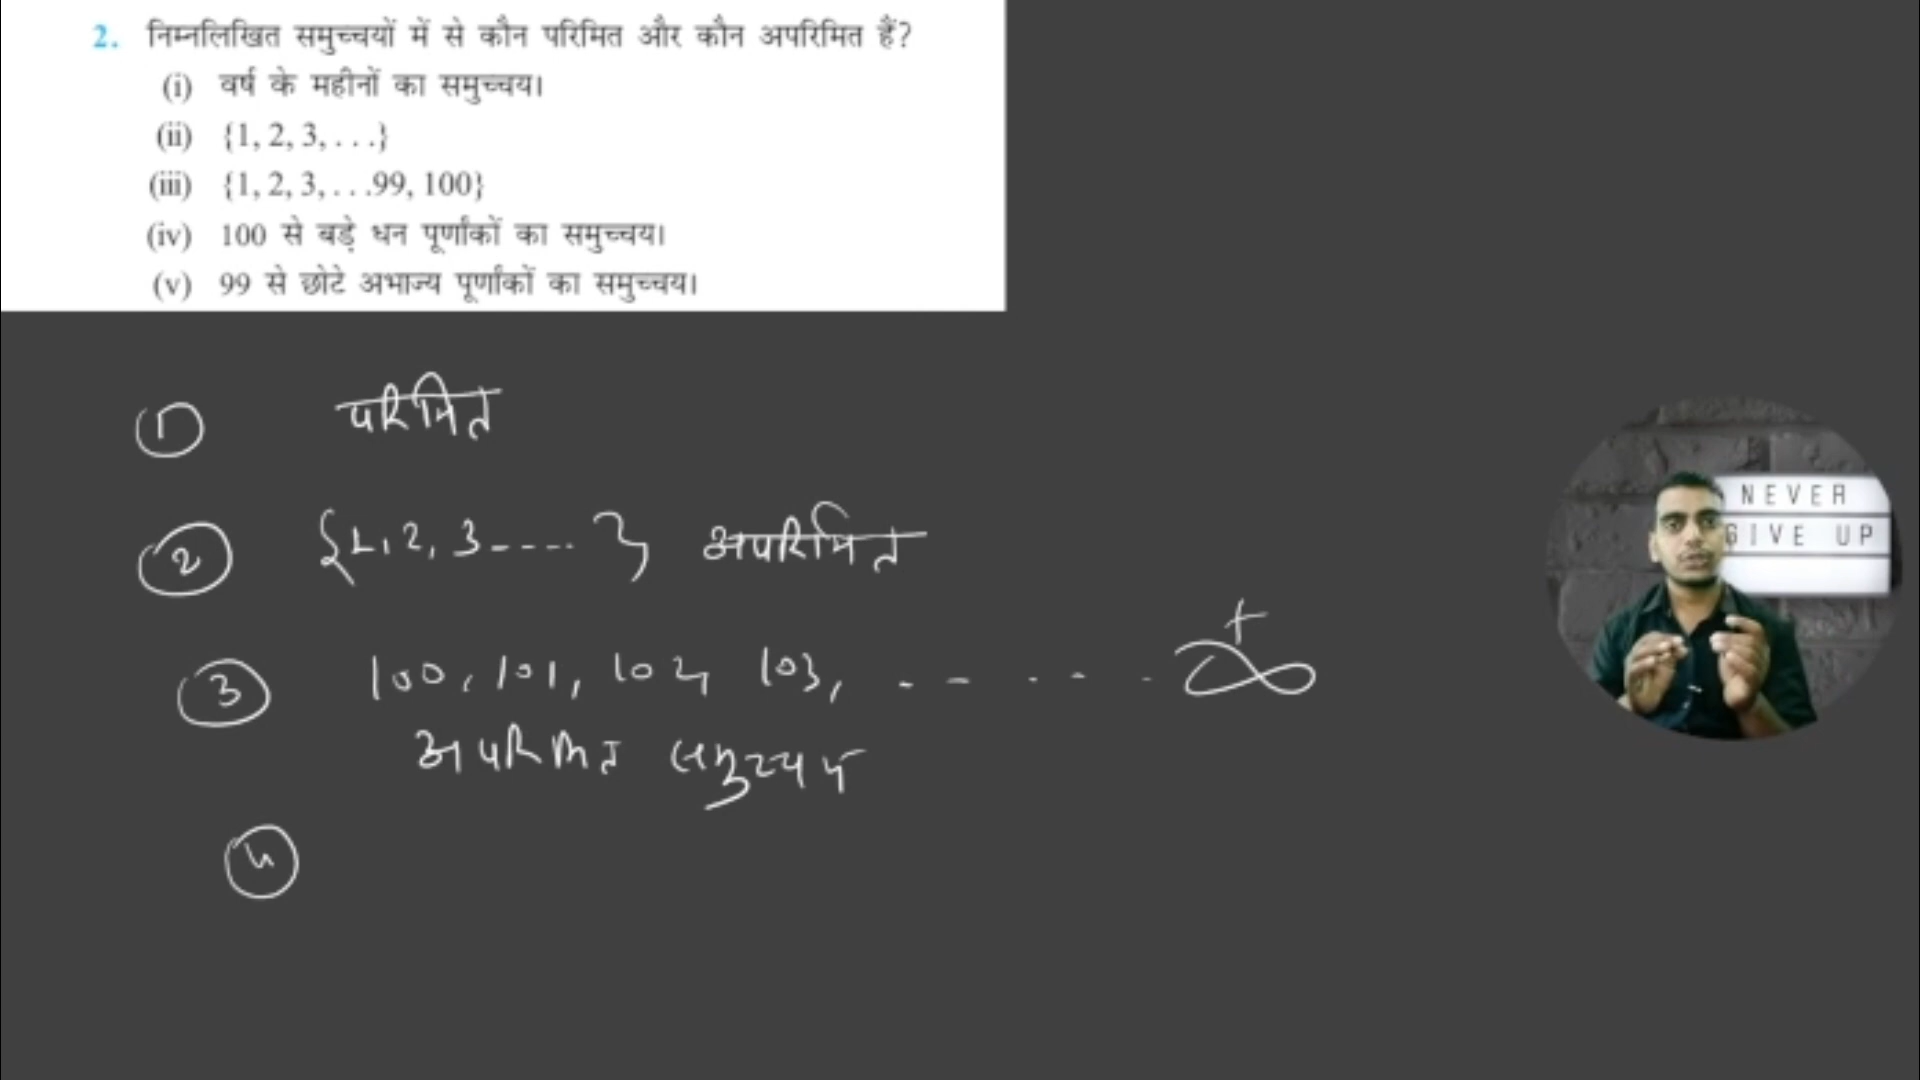 2. निम्नलिखित समुच्चयों में से कौन परिमित और कौन अपरिमित हैं?
(i) वर्ष के महीनों का समुच्चय।
(ii) {1, 2, 3, . . .}
(iii) {1, 2, 3, . . .99, 100}
(iv) 100 से बड़े धन पूर्णांकों का समुच्चय।
(v) 99 से छोटे अभाज्य पूर्णांकों का समुच्चय।
1 परिमित
2 {1, 2, 3 - - - - - } अपरिमित
3 100, 101, 102, 103, - - - - - - +∞
अपरिमित
4
NEVER
GIVE UP